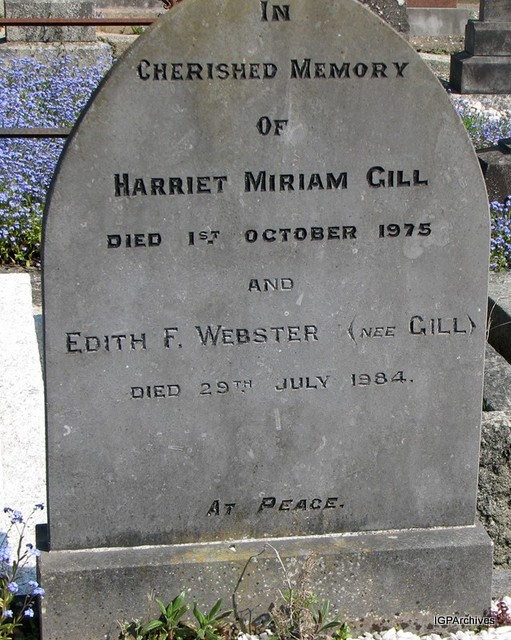 IN
CHERISHED MEMORY
OF
HARRIET MIRIAM GILL
DIED 1ST OCTOBER 1975
AND
EDITH F. WEBSTER (NEE GILL)
DIED 29TH JULY 1984.
AT PEACE.
IGPArchives